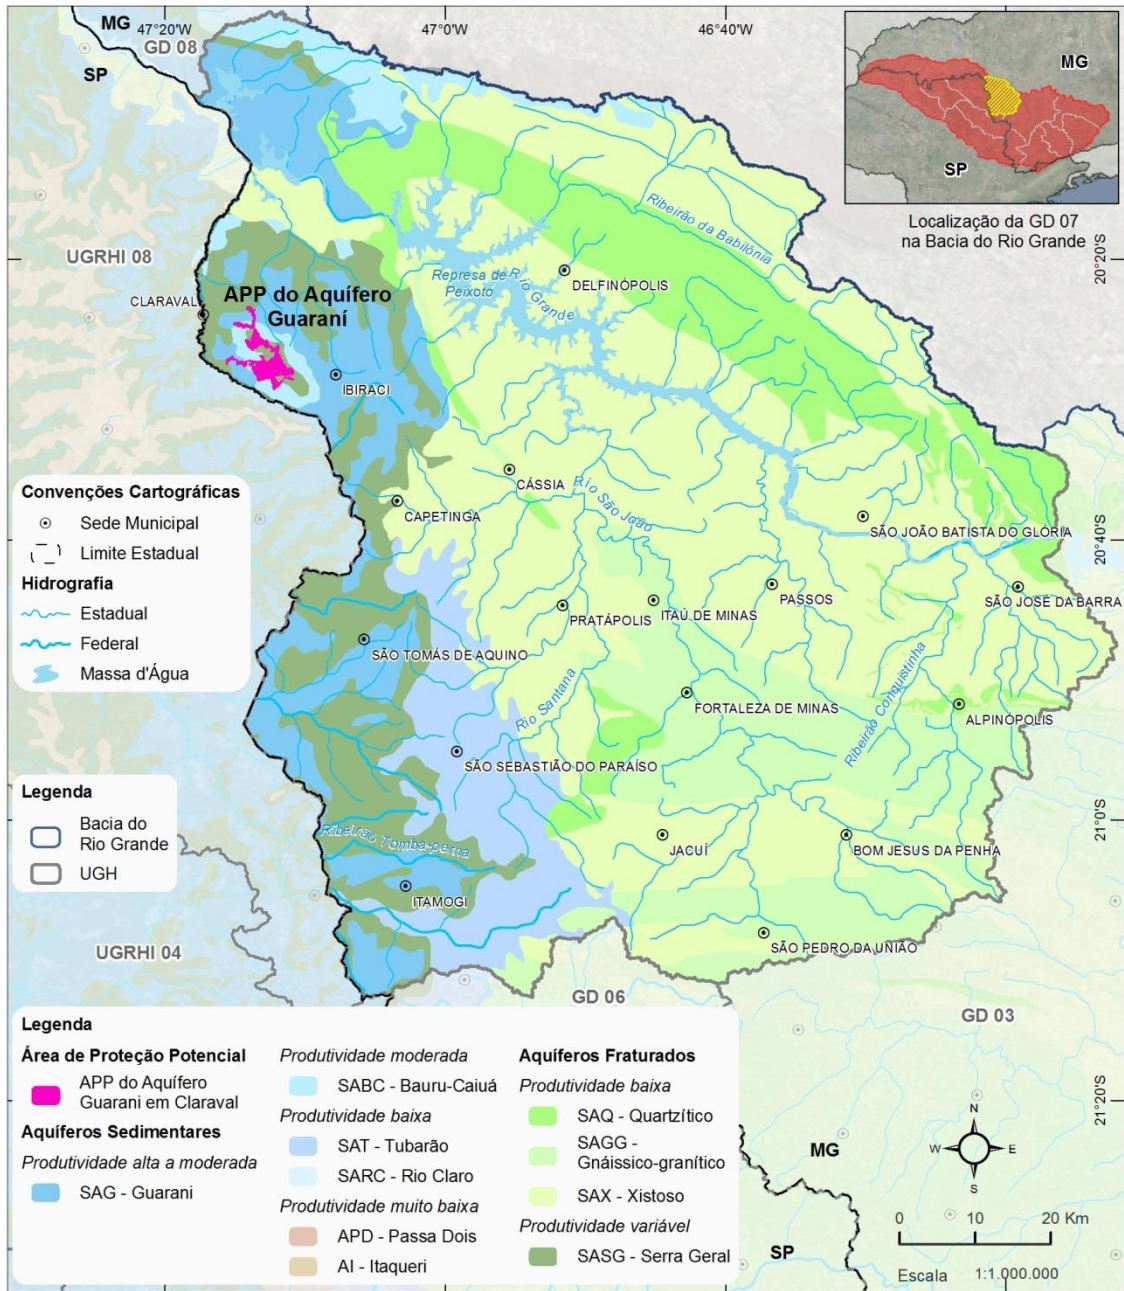 MG
GD 08
SP
47°20'W
47°0'W
46°40'W
MG
SP
Localização da GD 07
na Bacia do Rio Grande
20°20'S
20°40'S
21°0'S
21°20'S
UGRHI 08
CLARAVAL
APP do Aquífero
Guaraní
IBIRACI
Represa de
Peixoto
Rio Grande
DELFINÓPOLIS
Ribeirão da Babilônia
CÁSSIA
CAPETINGA
Rio São João
SÃO JOÃO BATISTA DO GLÓRIA
PASSOS
SÃO JOSÉ DA BARRA
PRATÁPOLIS
ITAÚ DE MINAS
SÃO TOMÁS DE AQUINO
Rio Santana
FORTALEZA DE MINAS
Ribeirão Conquistinha
ALPINÓPOLIS
SÃO SEBASTIÃO DO PARAÍSO
Ribeirão Tomba-perna
JACUÍ
BOM JESUS DA PENHA
ITAMOGI
SÃO PEDRO DA UNIÃO
UGRHI 04
GD 06
GD 03
Convenções Cartográficas
Sede Municipal
Limite Estadual
Hidrografia
Estadual
Federal
Massa d'Água
Legenda
Bacia do
Rio Grande
UGH
Legenda
Área de Proteção Potencial
APP do Aquífero
Guarani em Claraval
Aquíferos Sedimentares
Produtividade alta a moderada
SAG - Guarani
Produtividade moderada
SABC - Bauru-Caiuá
Produtividade baixa
SAT - Tubarão
SARC - Rio Claro
Produtividade muito baixa
APD - Passa Dois
AI - Itaqueri
Aquíferos Fraturados
Produtividade baixa
SAQ - Quartzítico
SAGG -
Gnáissico-granítico
SAX - Xistoso
Produtividade variável
SASG - Serra Geral
MG
SP
N
W E
S
0 10 20 Km
Escala 1:1.000.000